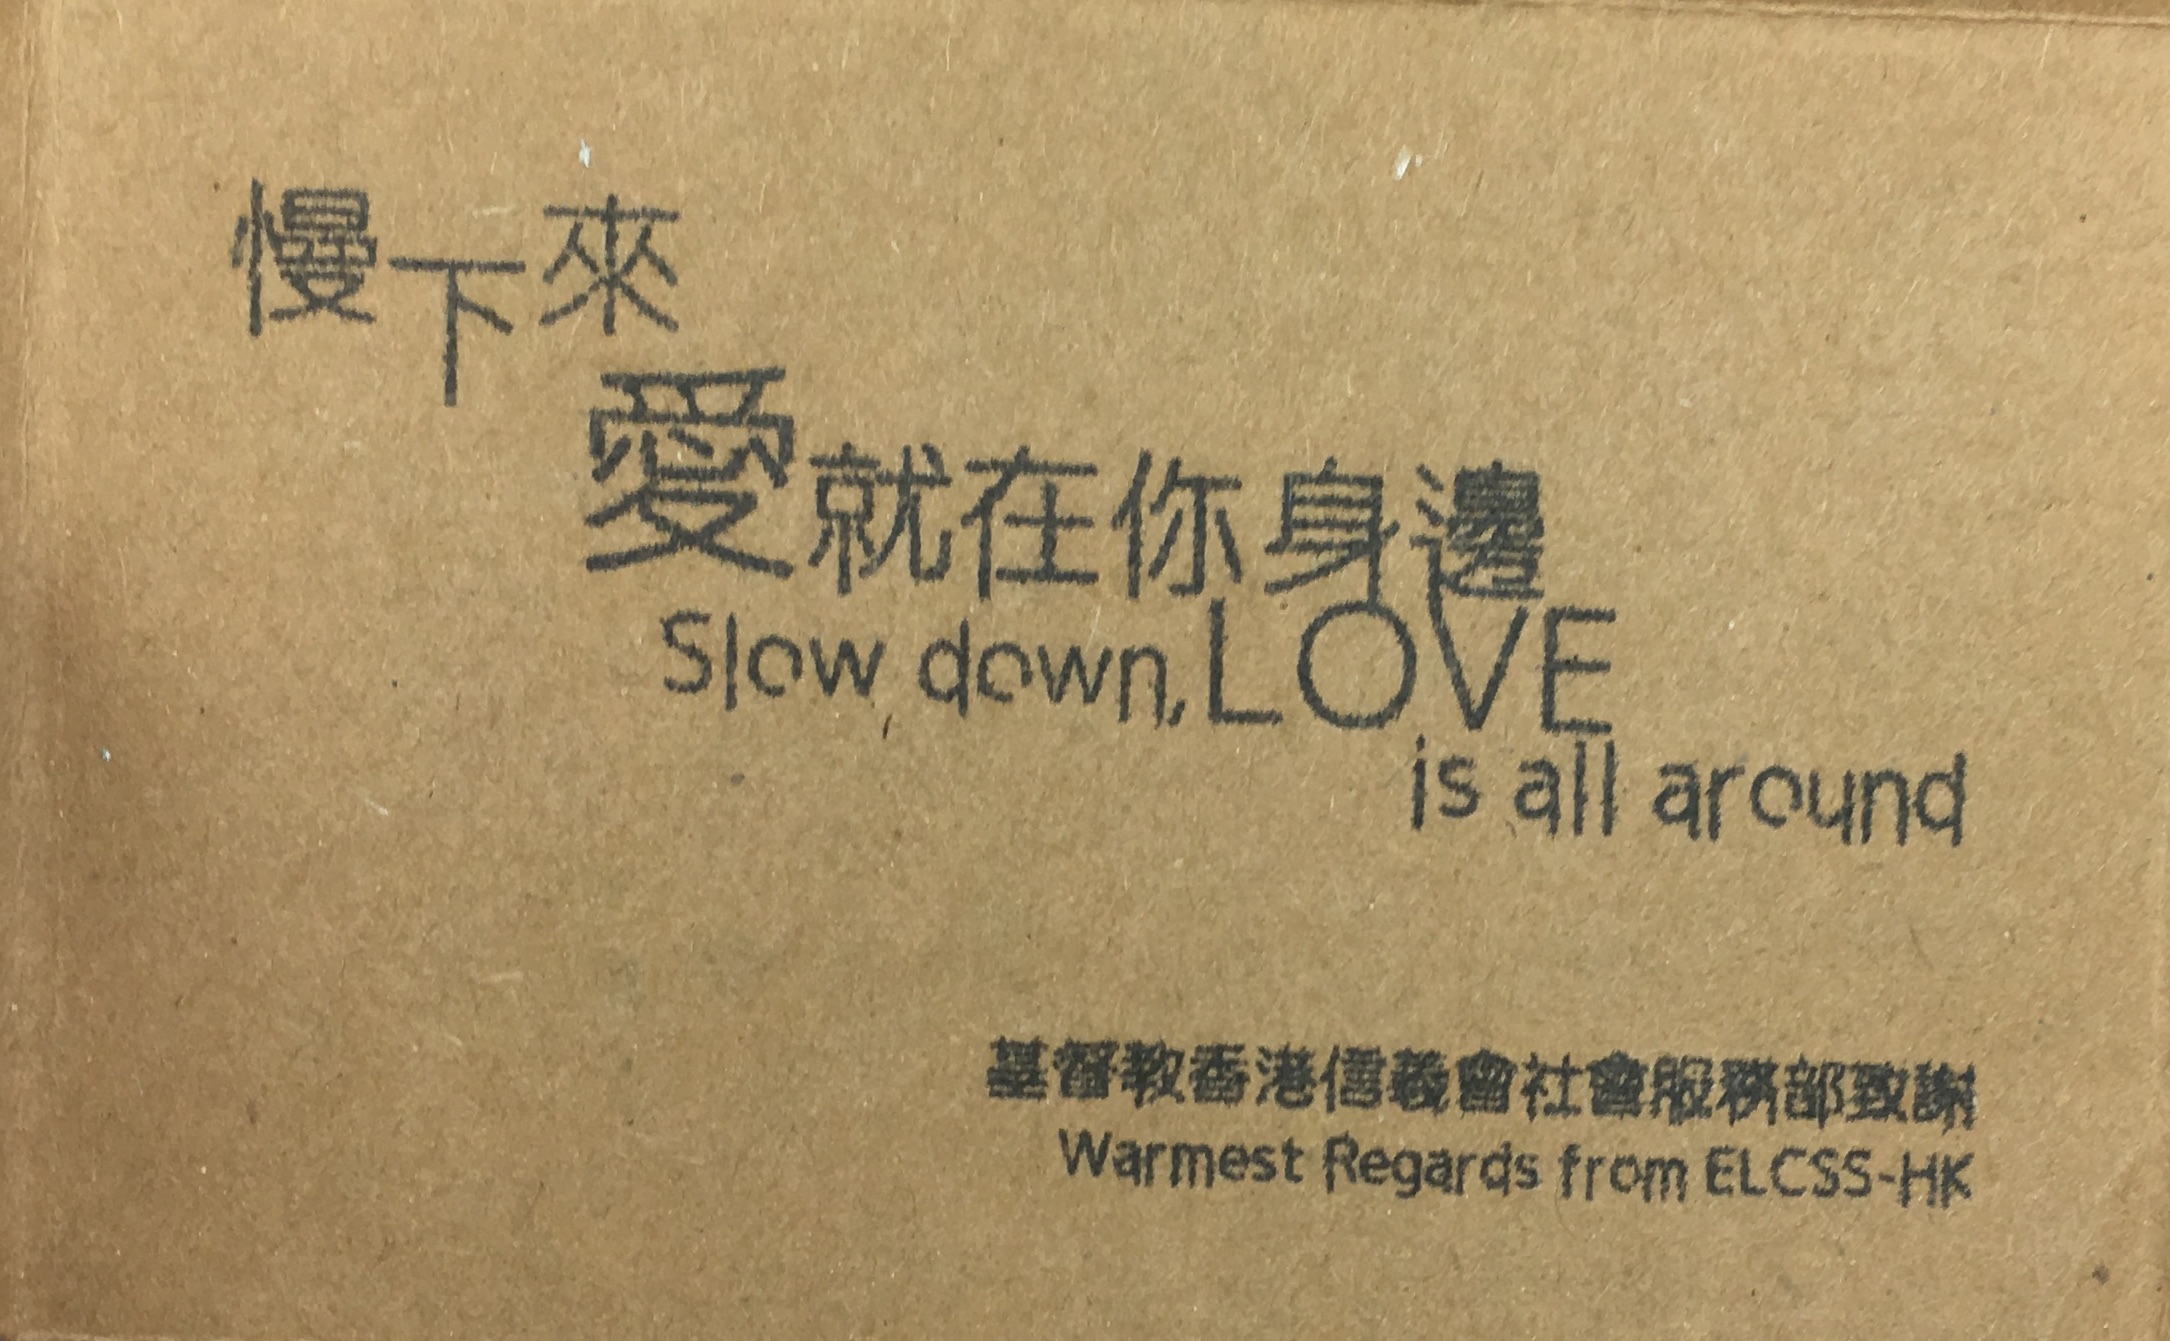 慢下來
愛就在你身邊
Slow down, LOVE
is all around
基督教香港信義會社會服務部致謝
Warmest Regards from ELCSS-HK